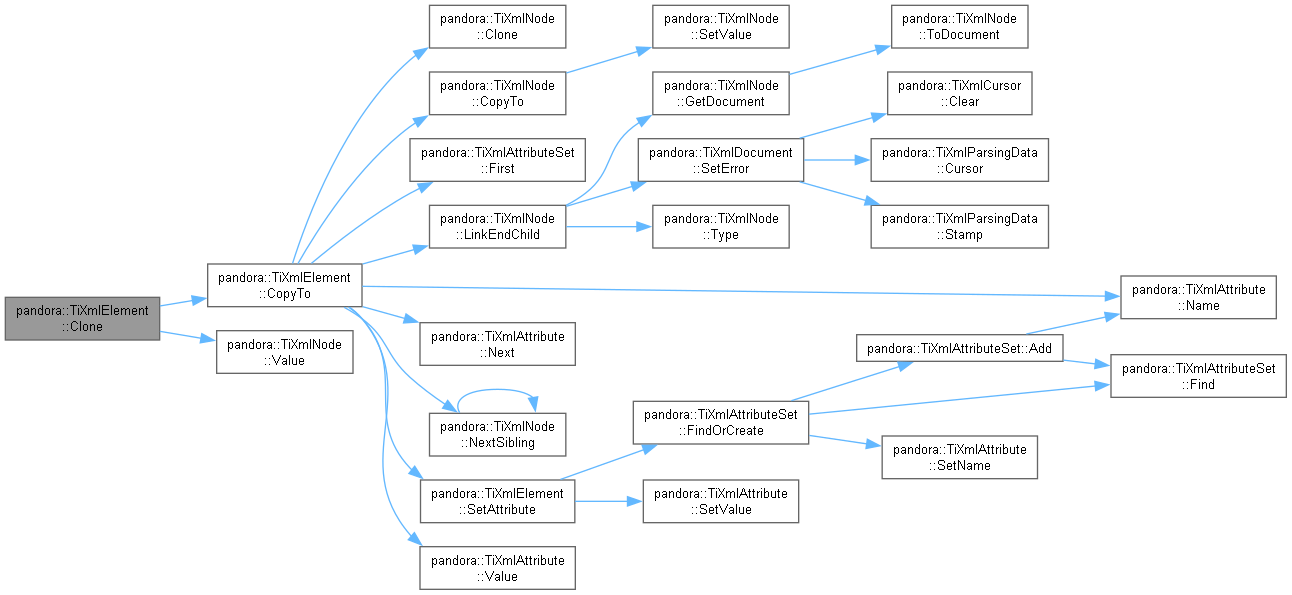 pandora::TiXmlElement
::Clone
pandora::TiXmlElement
::CopyTo
pandora::TiXmlNode
::Value
pandora::TiXmlNode
::Clone
pandora::TiXmlNode
::CopyTo
pandora::TiXmlAttributeSet
::First
pandora::TiXmlNode
::LinkEndChild
pandora::TiXmlAttribute
::Next
pandora::TiXmlNode
::NextSibling
pandora::TiXmlElement
::SetAttribute
pandora::TiXmlAttribute
::Value
pandora::TiXmlNode
::SetValue
pandora::TiXmlNode
::GetDocument
pandora::TiXmlDocument
::SetError
pandora::TiXmlNode
::Type
pandora::TiXmlAttributeSet
::FindOrCreate
pandora::TiXmlAttribute
::SetValue
pandora::TiXmlNode
::ToDocument
pandora::TiXmlCursor
::Clear
pandora::TiXmlParsingData
::Cursor
pandora::TiXmlParsingData
::Stamp
pandora::TiXmlAttributeSet::Add
pandora::TiXmlAttribute
::SetName
pandora::TiXmlAttribute
::Name
pandora::TiXmlAttributeSet
::Find